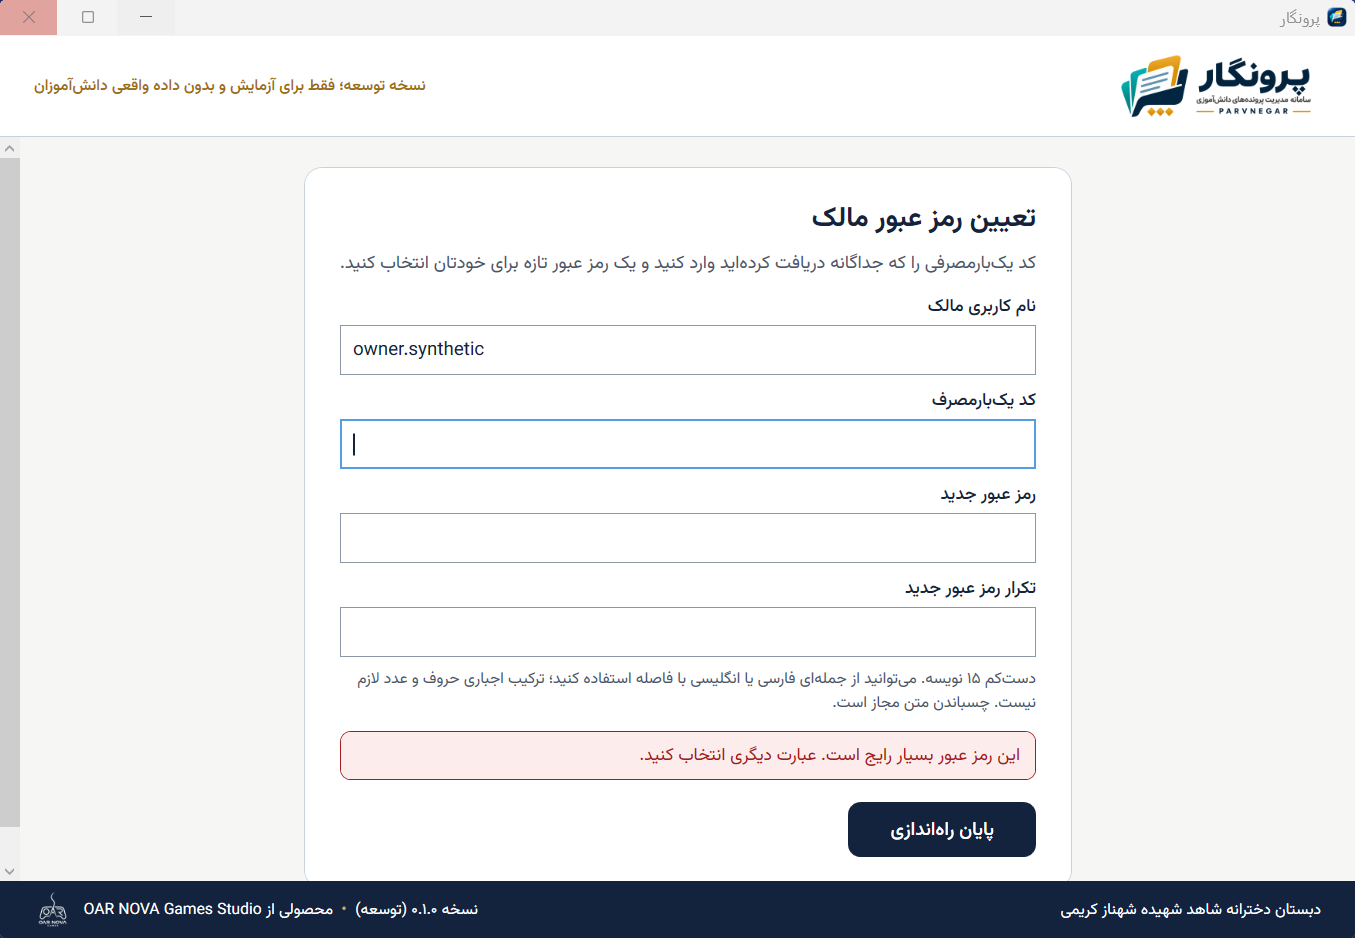 پرونگار
پرونگار
سامانه مدیریت پرونده‌های دانش‌آموزی
PARVNEGAR
نسخه توسعه؛ فقط برای آزمایش و بدون داده واقعی دانش‌آموزان
تعیین رمز عبور مالک
کد یک‌بارمصرفی را که جداگانه دریافت کرده‌اید وارد کنید و یک رمز عبور تازه برای خودتان انتخاب کنید.
نام کاربری مالک
owner.synthetic
کد یک‌بارمصرف
رمز عبور جدید
تکرار رمز عبور جدید
دست‌کم ۱۵ نویسه. می‌توانید از جمله‌ای فارسی یا انگلیسی با فاصله استفاده کنید؛ ترکیب اجباری حروف و عدد لازم
نیست. چسباندن متن مجاز است.
این رمز عبور بسیار رایج است. عبارت دیگری انتخاب کنید.
پایان راه‌اندازی
دبستان دخترانه شاهد شهیده شهناز کریمی
نسخه ۰.۱.۰ (توسعه) • محصولی از OAR NOVA Games Studio
OAR NOVA
GAMES